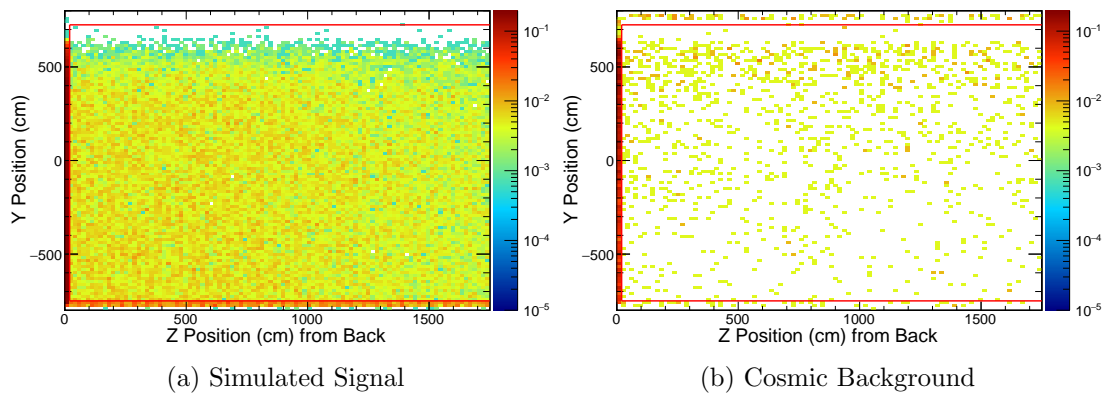 500
0
−500
Y Position (cm)
0 500 1000 1500
Z Position (cm) from Back
10⁻¹
10⁻²
10⁻³
10⁻⁴
10⁻⁵
(a) Simulated Signal
500
0
−500
Y Position (cm)
0 500 1000 1500
Z Position (cm) from Back
10⁻¹
10⁻²
10⁻³
10⁻⁴
10⁻⁵
(b) Cosmic Background